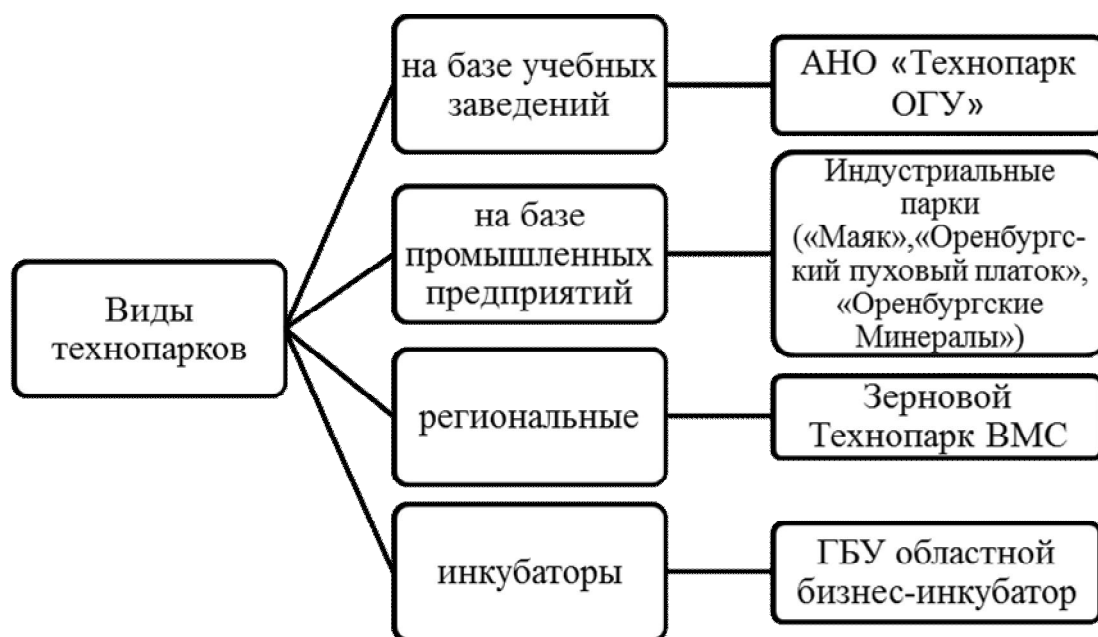 Виды
технопарков
на базе учебных
заведений
АНО «Технопарк
ОГУ»
на базе
промышленных
предприятий
Индустриальные
парки
(«Маяк»,«Оренбургс-
кий пуховый платок»,
«Оренбургские
Минералы»)
региональные
Зерновой
Технопарк ВМС
инкубаторы
ГБУ областной
бизнес-инкубатор